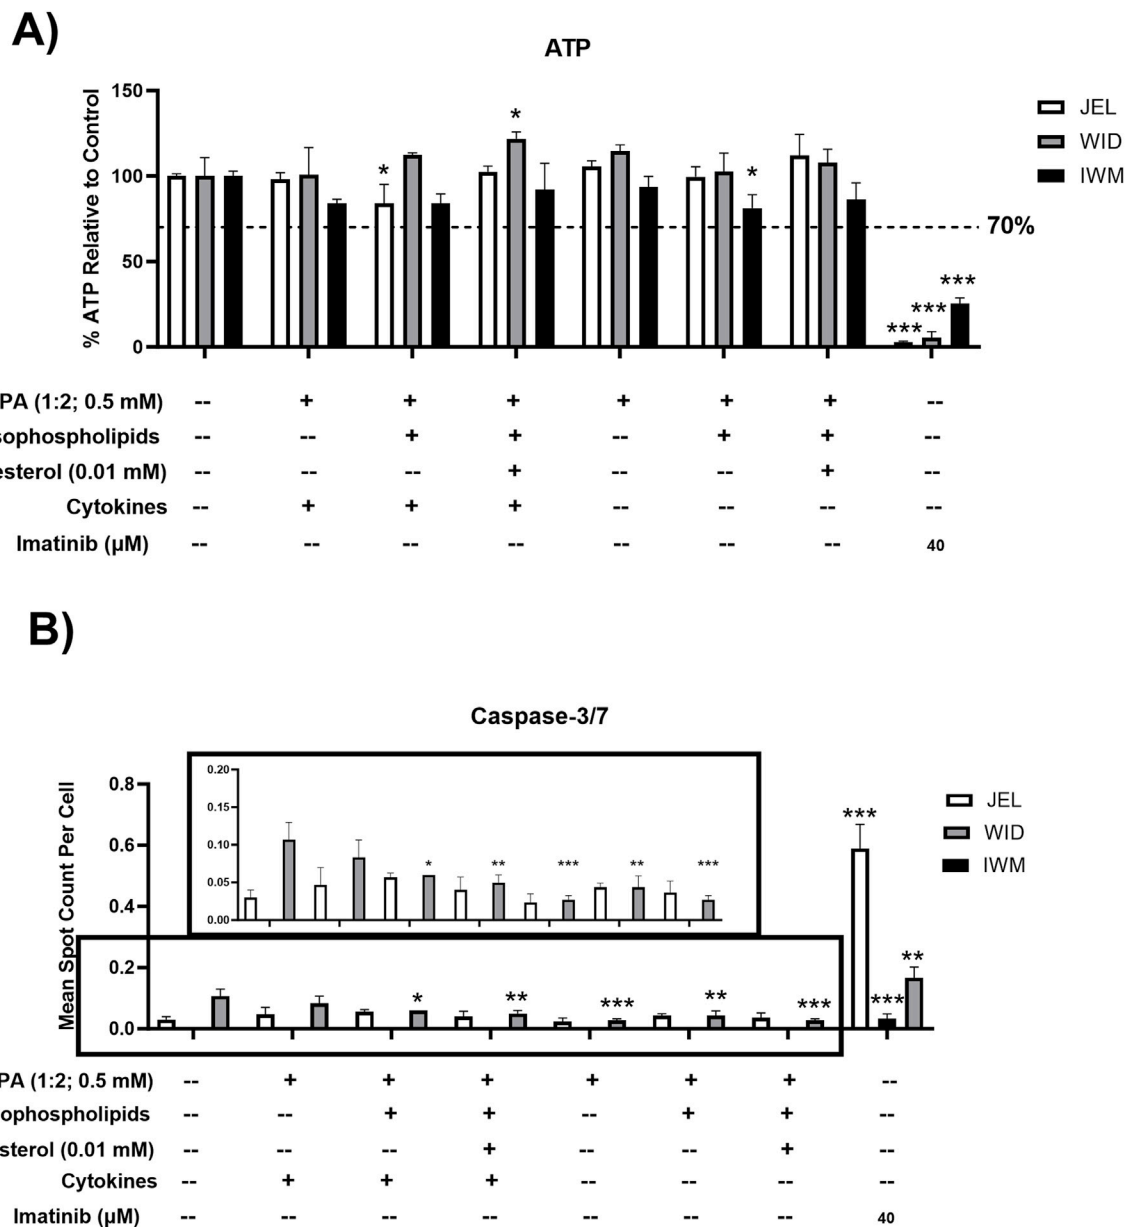 A)
ATP
150
100
50
0
% ATP Relative to Control
* * * *** *** ***
70%
JEL
WID
IWM
PA (1:2; 0.5 mM) -- + + + + + + --
sophospholipids -- -- + + -- + + --
esterol (0.01 mM) -- -- -- + -- -- + --
Cytokines -- + + + -- -- -- --
Imatinib (µM) -- -- -- -- -- -- -- 40
B)
Caspase-3/7
0.8
0.6
0.4
0.2
0.0
Mean Spot Count Per Cell
0.20
0.15
0.10
0.05
0.00
* ** *** ** ***
* ** *** ** *** *** *** **
JEL
WID
IWM
PA (1:2; 0.5 mM) -- + + + + + + --
ophospholipids -- -- + + -- + + --
sterol (0.01 mM) -- -- -- + -- -- + --
Cytokines -- + + + -- -- -- --
Imatinib (µM) -- -- -- -- -- -- -- 40